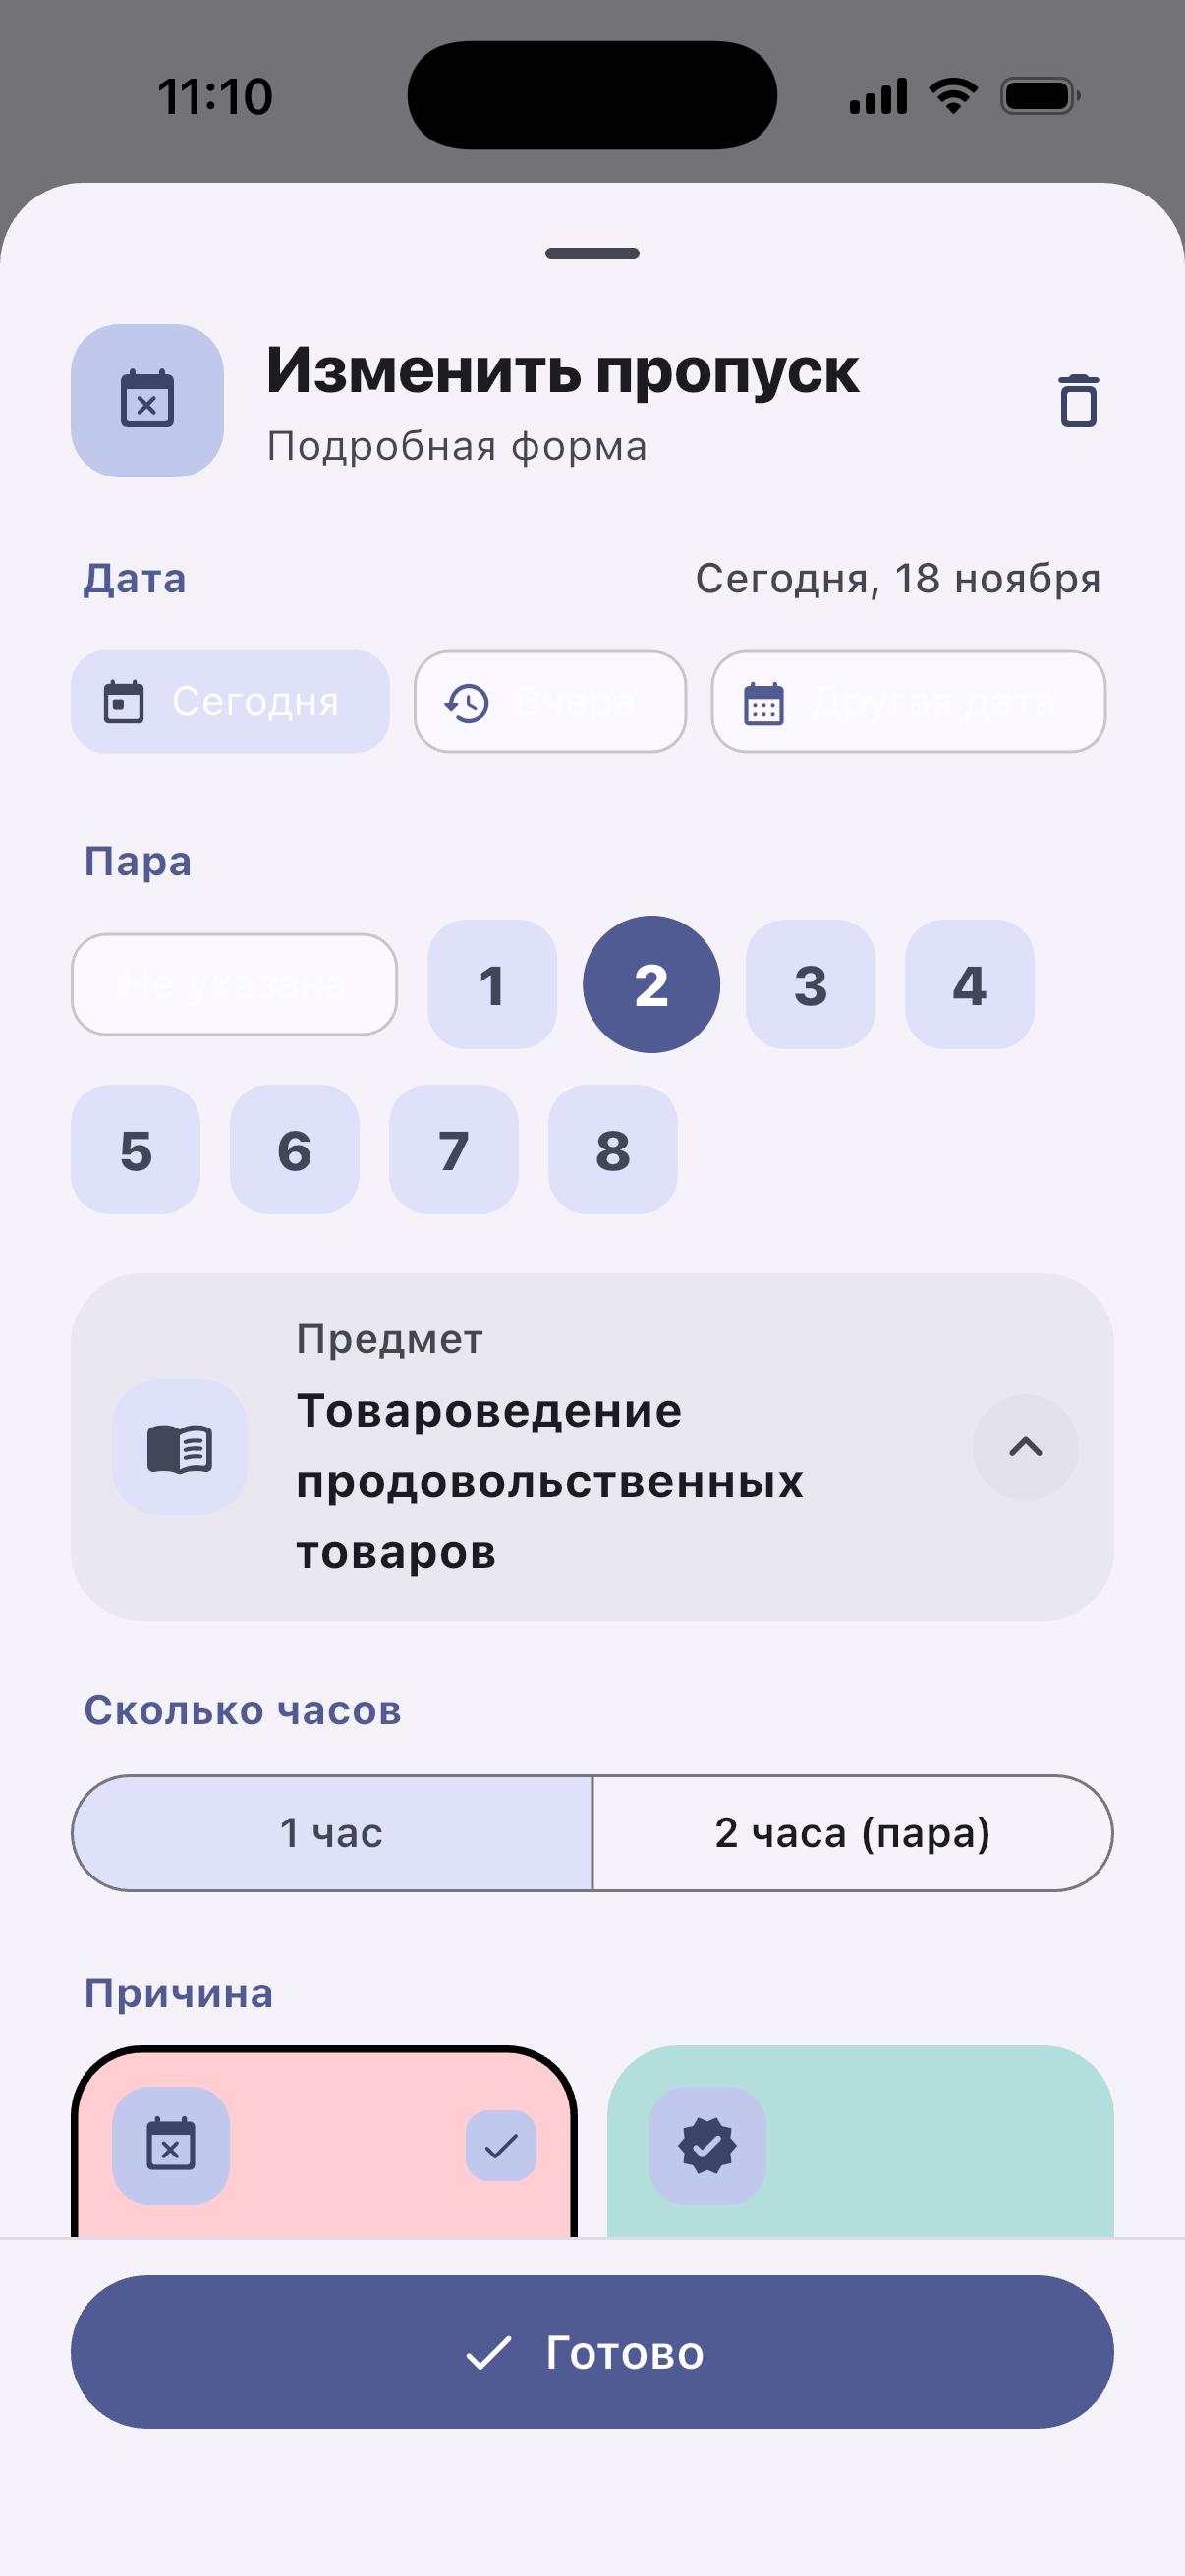 11:10
Изменить пропуск
Подробная форма
Дата
Сегодня, 18 ноября
Сегодня
Вчера
Другая дата
Пара
Не указана
1
2
3
4
5
6
7
8
Предмет
Товароведение
продовольственных
товаров
Сколько часов
1 час
2 часа (пара)
Причина
Готово